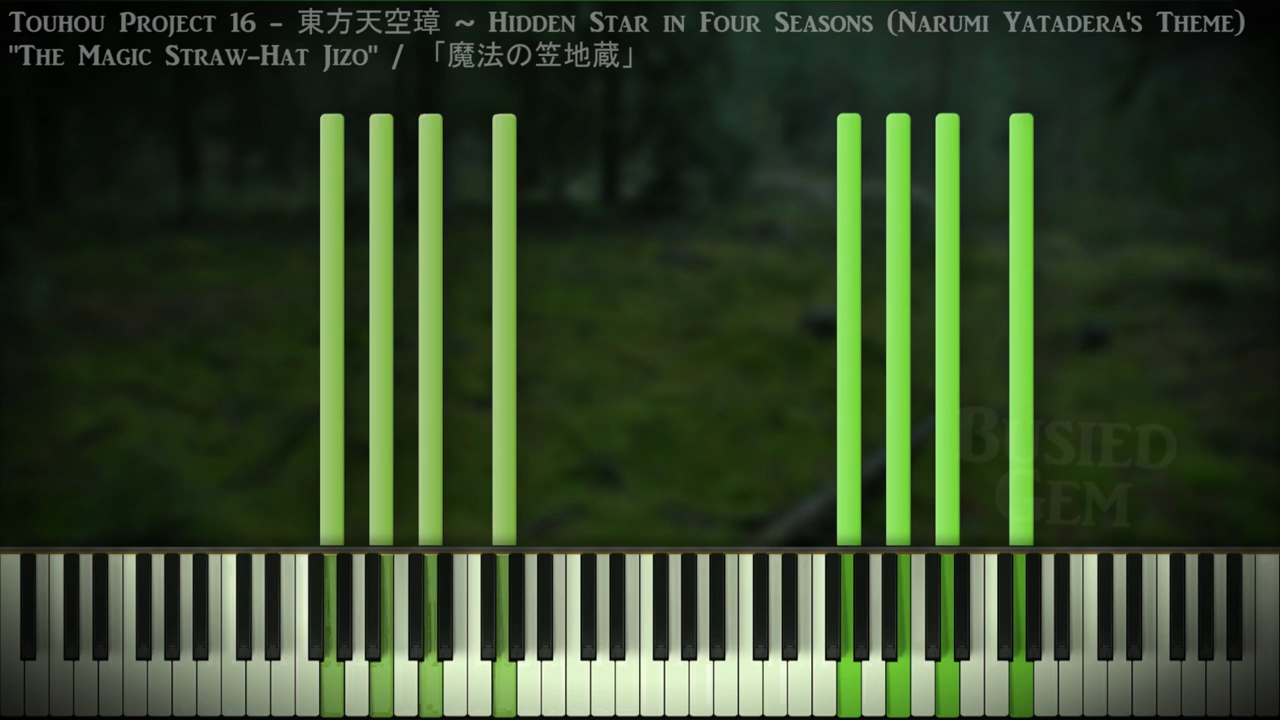 Touhou Project 16 - 東方天空璋 ~ Hidden Star in Four Seasons (Narumi Yatadera's Theme)
"The Magic Straw-Hat Jizo" / 「魔法の笠地蔵」
Busied
Gem